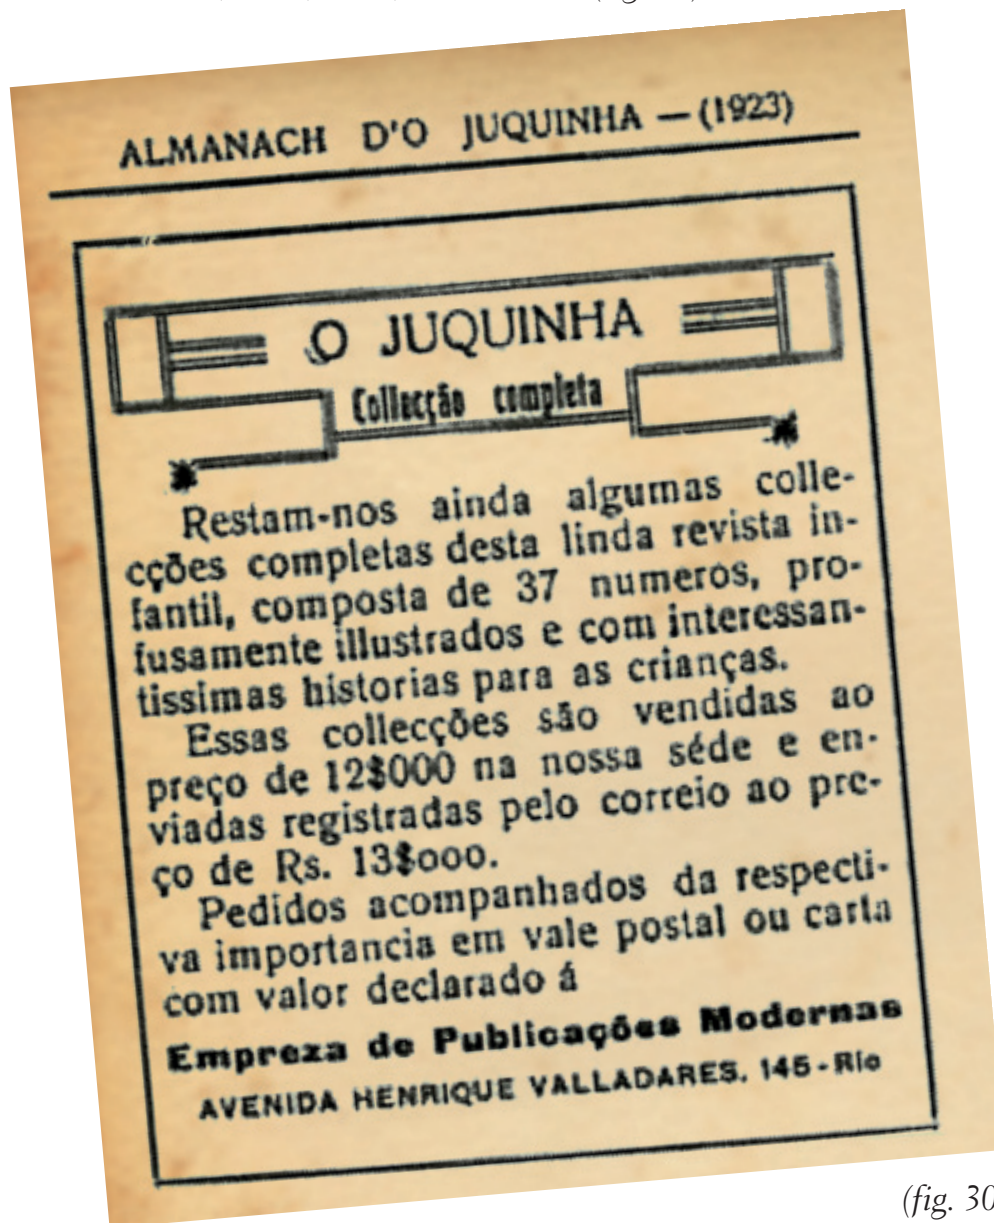 ALMANACH D'O JUQUINHA — (1923)
O JUQUINHA
Collecção completa
Restam-nos ainda algumas colle-
cções completas desta linda revista in-
fantil, composta de 37 numeros, pro-
fusamente illustrados e com interessan-
tissimas historias para as crianças.
Essas collecções são vendidas ao
preço de 12$000 na nossa séde e en-
viadas registradas pelo correio ao pre-
ço de Rs. 13$000.
Pedidos acompanhados da respecti-
va importancia em vale postal ou carta
com valor declarado á
Empreza de Publicações Modernas
AVENIDA HENRIQUE VALLADARES, 145 - Rio
(fig. 30